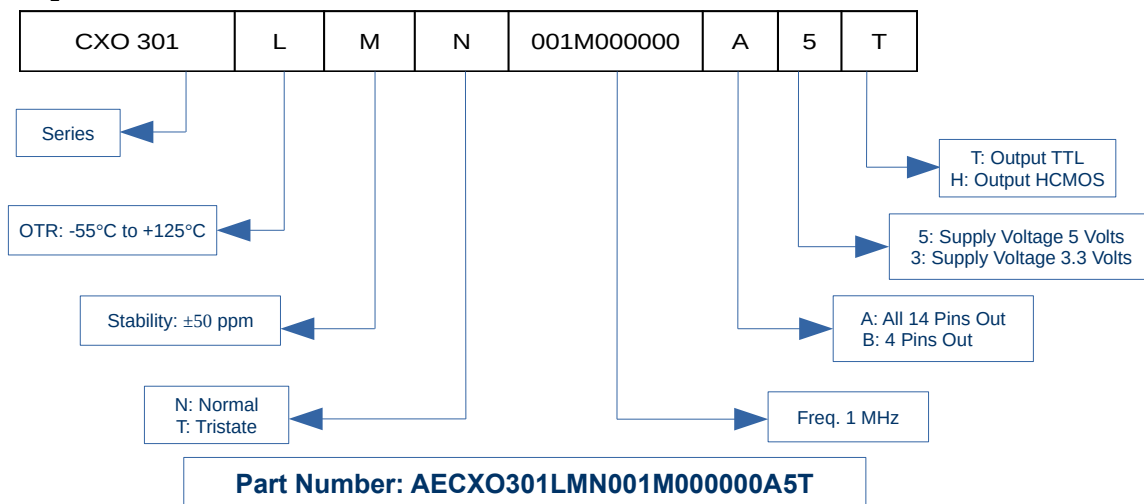 CXO 301 L M N 001M000000 A 5 T
Series
T: Output TTL
H: Output HCMOS
OTR: -55°C to +125°C
5: Supply Voltage 5 Volts
3: Supply Voltage 3.3 Volts
Stability: ±50 ppm
A: All 14 Pins Out
B: 4 Pins Out
N: Normal
T: Tristate
Freq. 1 MHz
Part Number: AECXO301LMN001M000000A5T